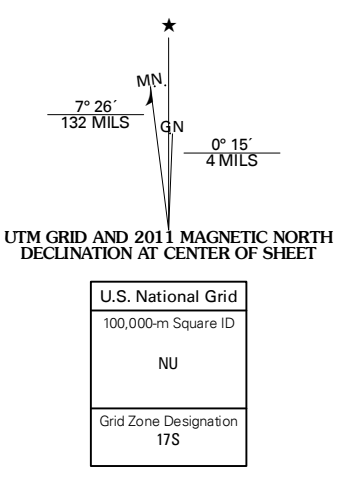 ★
MN.
GN
7° 26´
132 MILS
0° 15´
4 MILS
UTM GRID AND 2011 MAGNETIC NORTH
DECLINATION AT CENTER OF SHEET
U.S. National Grid
100,000-m Square ID
NU
Grid Zone Designation
17S